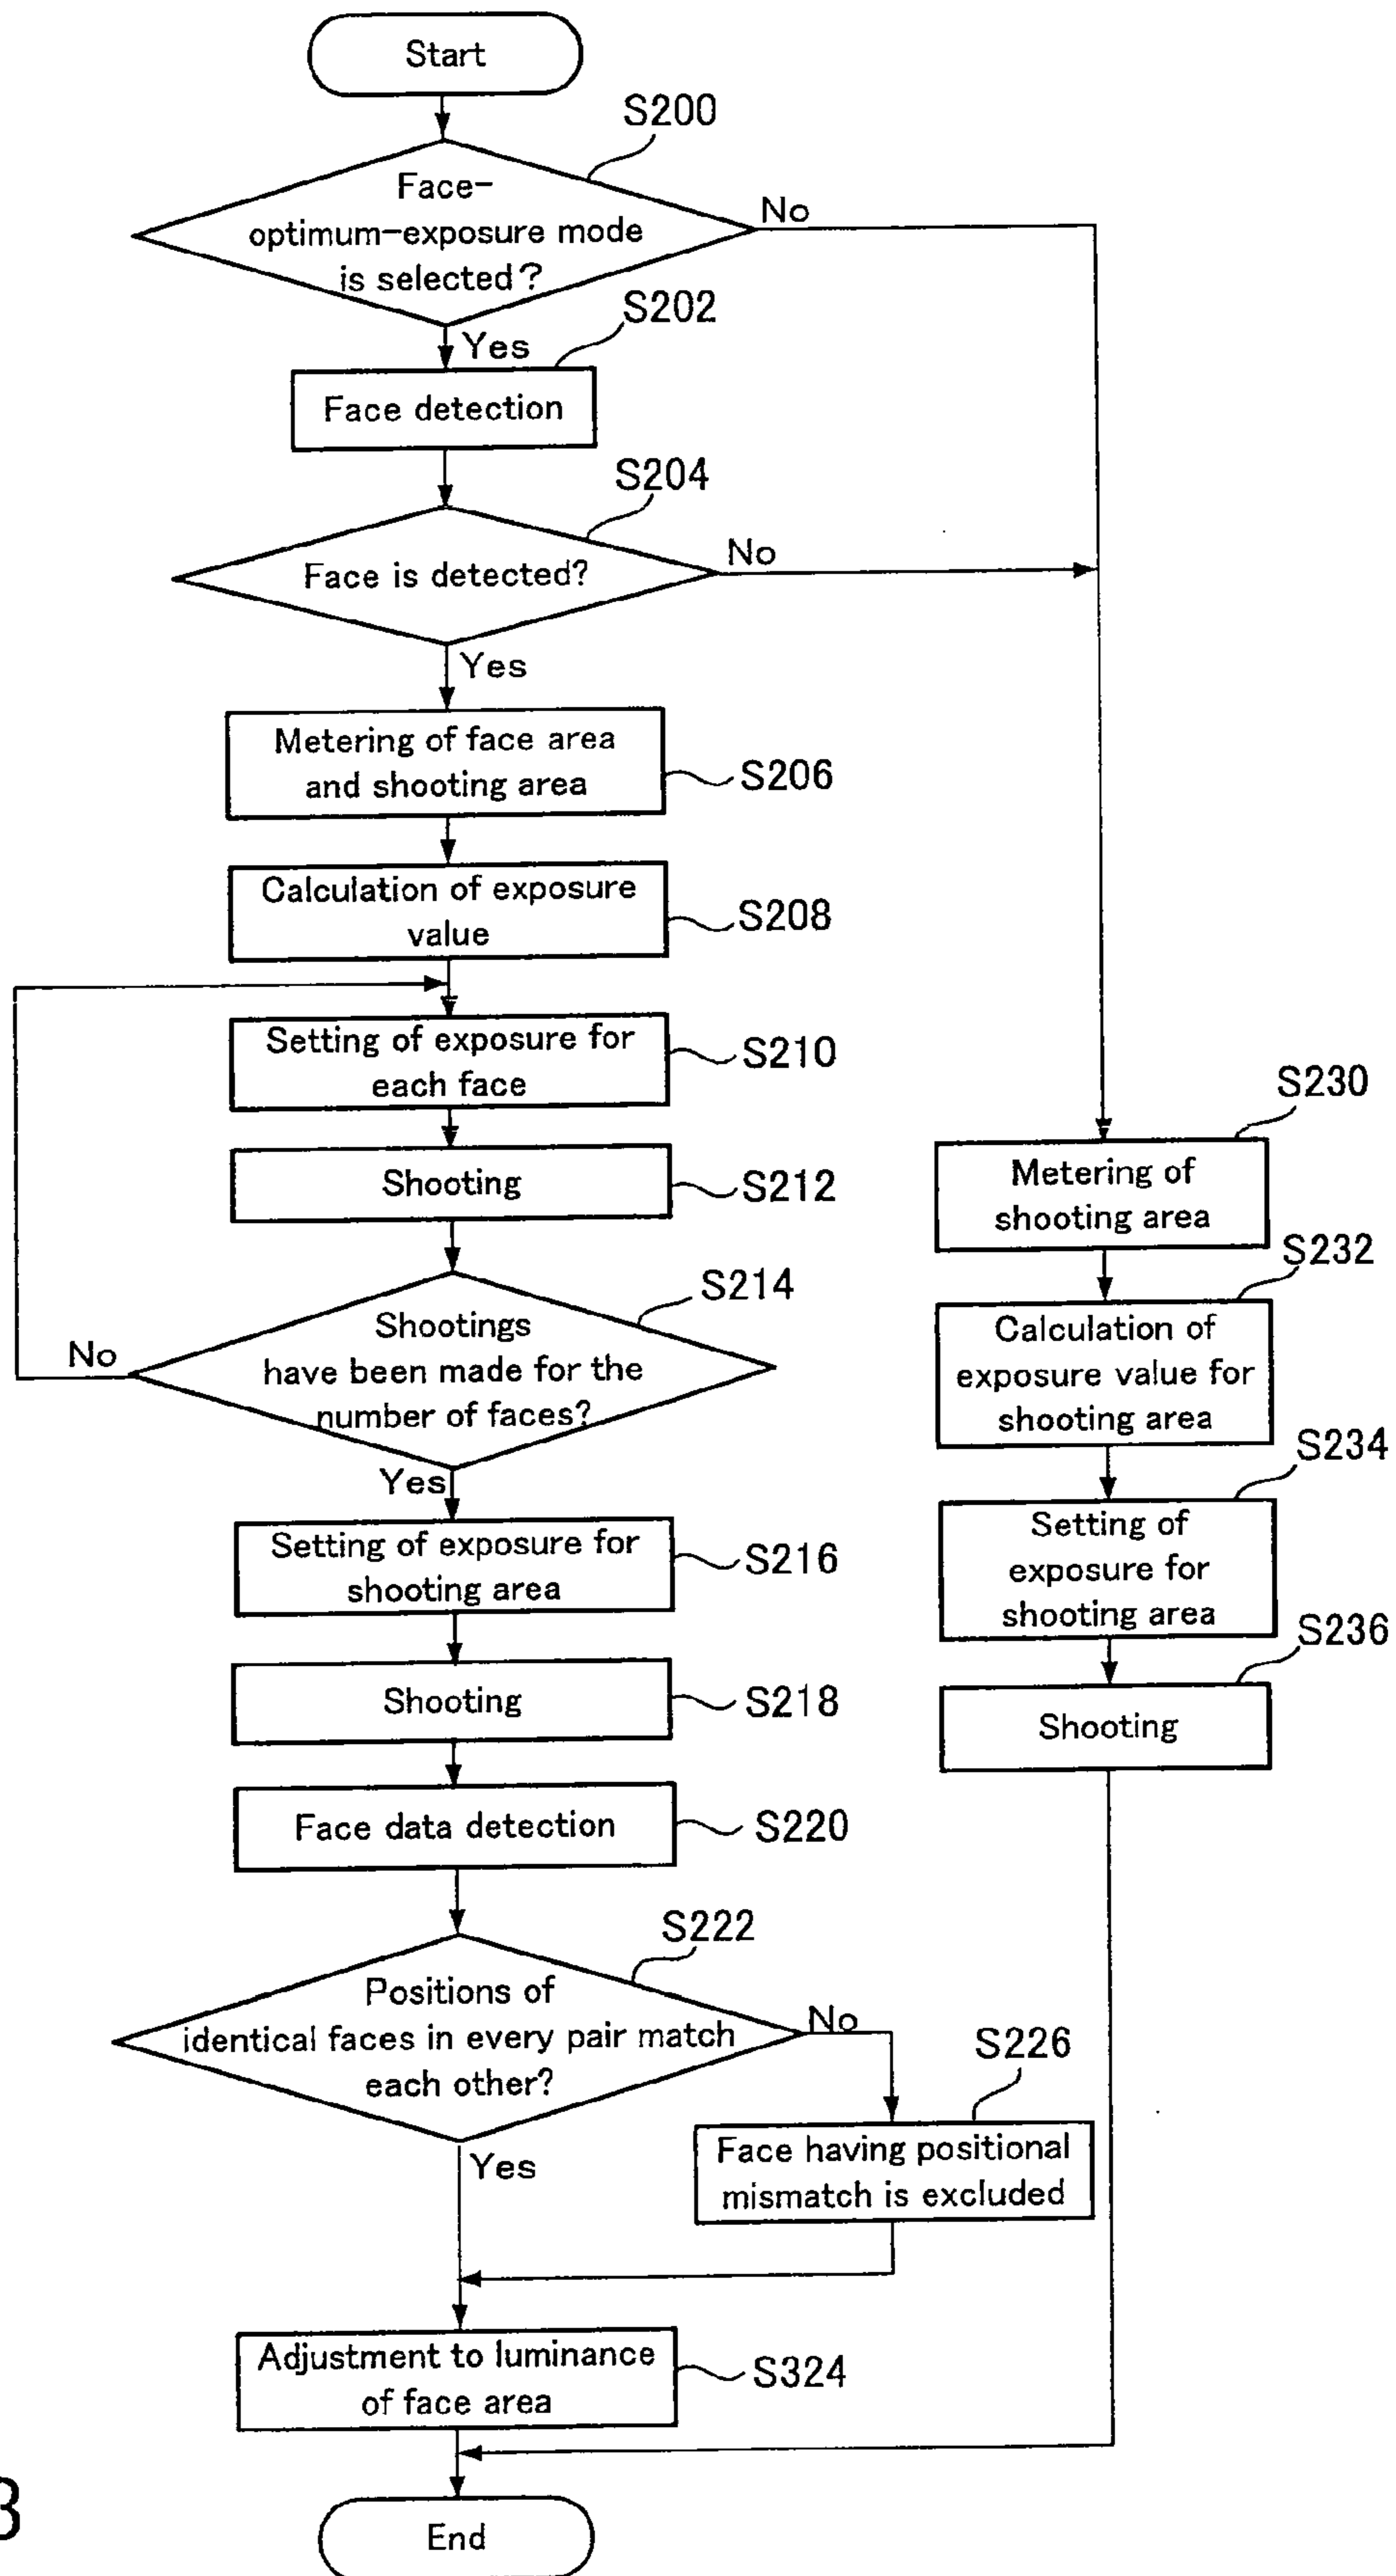 Start
S200
Face-
optimum-exposure mode
is selected?
No
S202
Yes
Face detection
S204
Face is detected?
No
Yes
Metering of face area
and shooting area
S206
Calculation of exposure
value
S208
Setting of exposure for
each face
S210
Shooting
S212
S214
Shootings
have been made for the
number of faces?
No
Yes
Setting of exposure for
shooting area
S216
Shooting
S218
Face data detection
S220
S222
Positions of
identical faces in every pair match
each other?
No
S226
Yes
Face having positional
mismatch is excluded
Adjustment to luminance
of face area
S324
End
S230
Metering of
shooting area
S232
Calculation of
exposure value for
shooting area
S234
Setting of
exposure for
shooting area
S236
Shooting